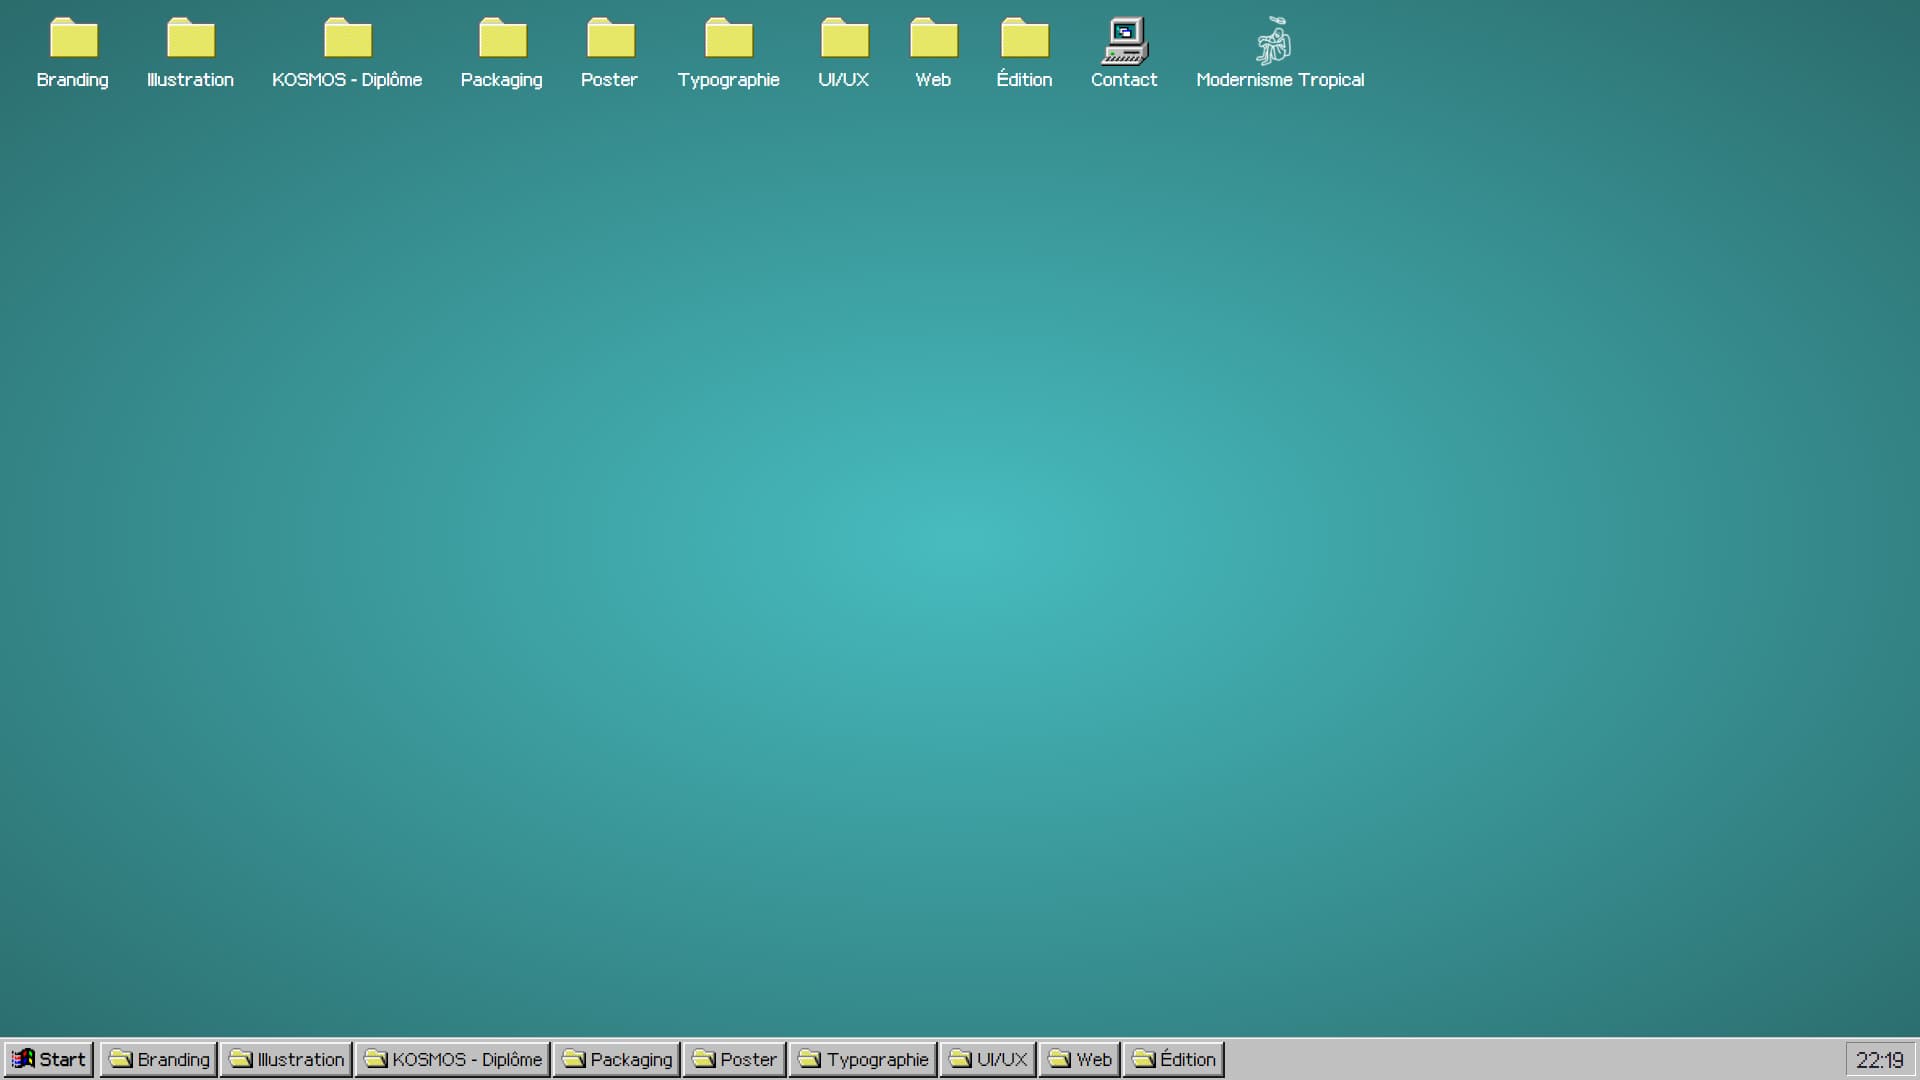 Branding
Illustration
KOSMOS - Diplôme
Packaging
Poster
Typographie
UI/UX
Web
Édition
Contact
Modernisme Tropical
Start
Branding
Illustration
KOSMOS - Diplôme
Packaging
Poster
Typographie
UI/UX
Web
Édition
22:19